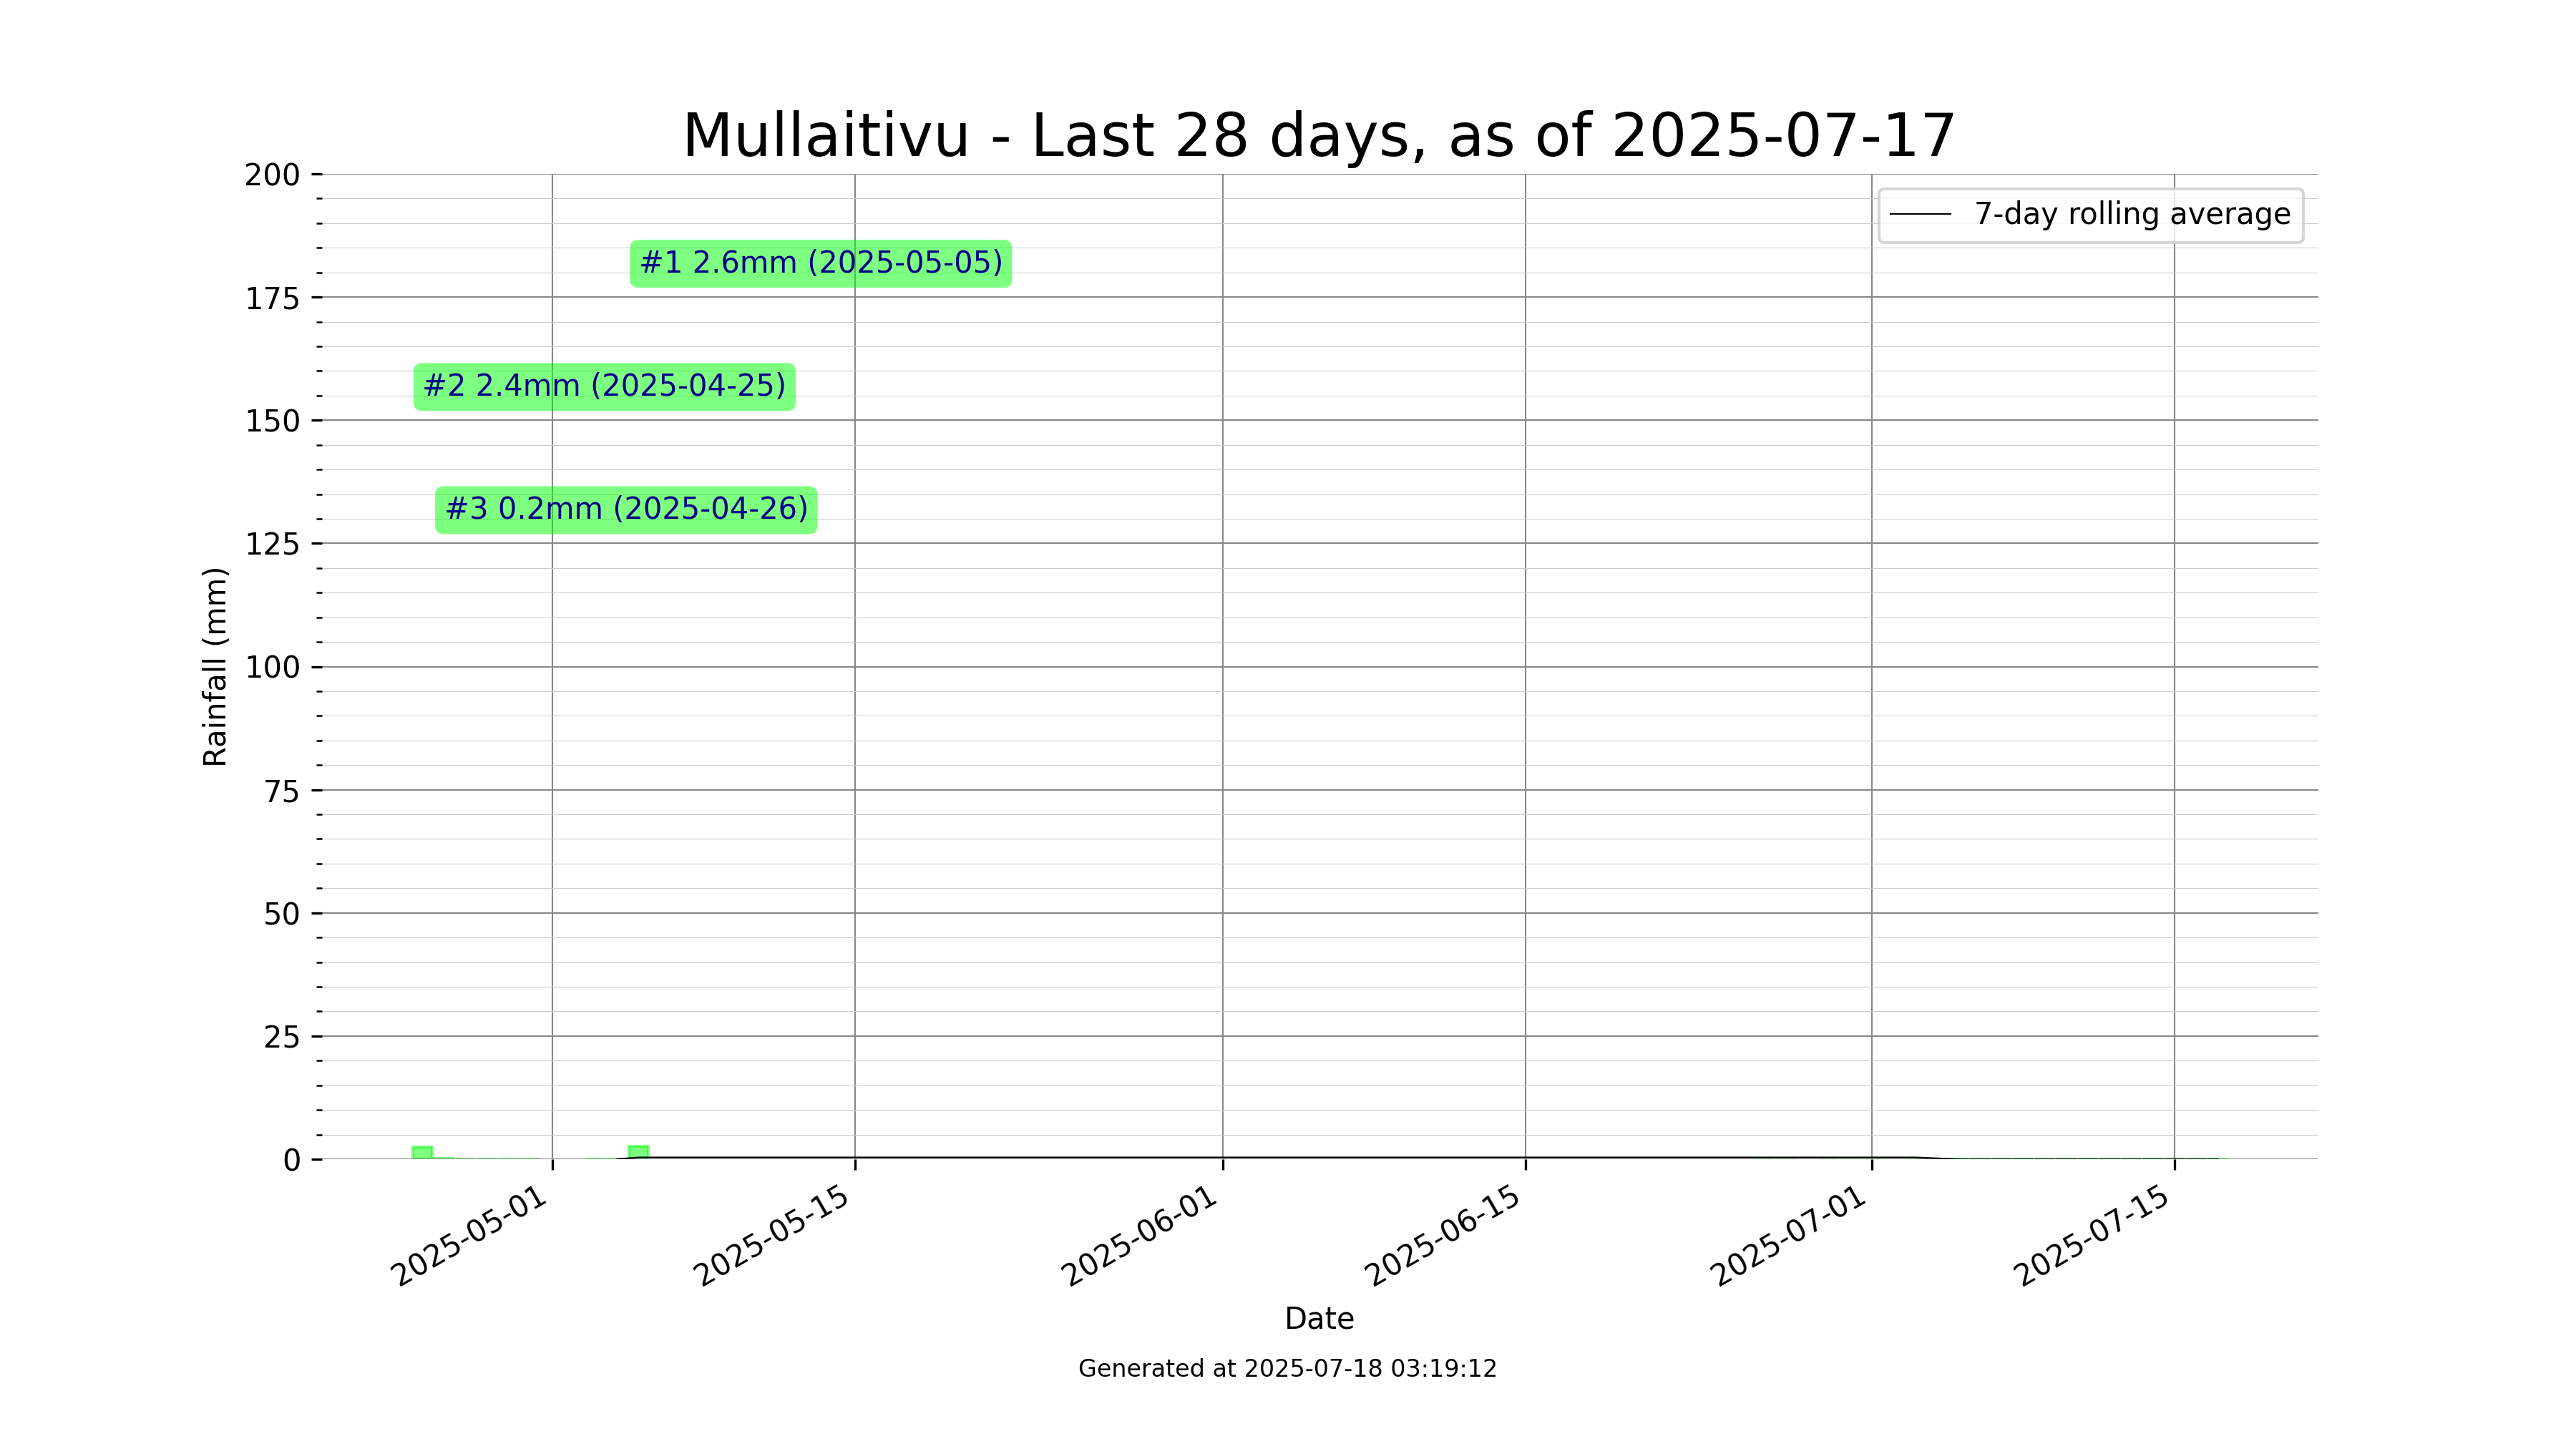 Mullaitivu - Last 28 days, as of 2025-07-17
200
175
150
125
100
75
50
25
0
Rainfall (mm)
7-day rolling average
#1 2.6mm (2025-05-05)
#2 2.4mm (2025-04-25)
#3 0.2mm (2025-04-26)
2025-05-01
2025-05-15
2025-06-01
2025-06-15
2025-07-01
2025-07-15
Date
Generated at 2025-07-18 03:19:12